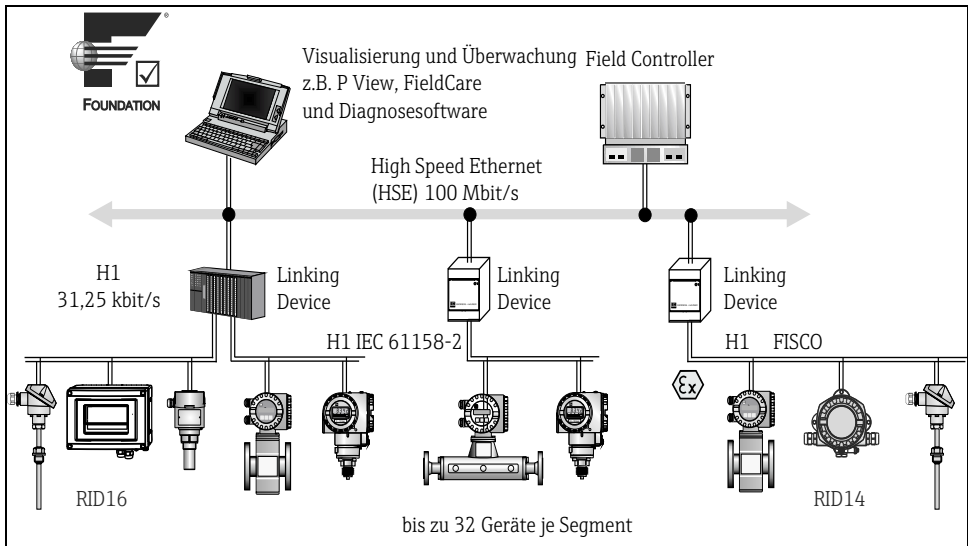 FOUNDATION
Visualisierung und Überwachung
z.B. P View, FieldCare
und Diagnosesoftware
Field Controller
High Speed Ethernet
(HSE) 100 Mbit/s
H1
31,25 kbit/s
Linking
Device
Linking
Device
Linking
Device
H1 IEC 61158-2
H1 FISCO
Ex
RID16
RID14
bis zu 32 Geräte je Segment